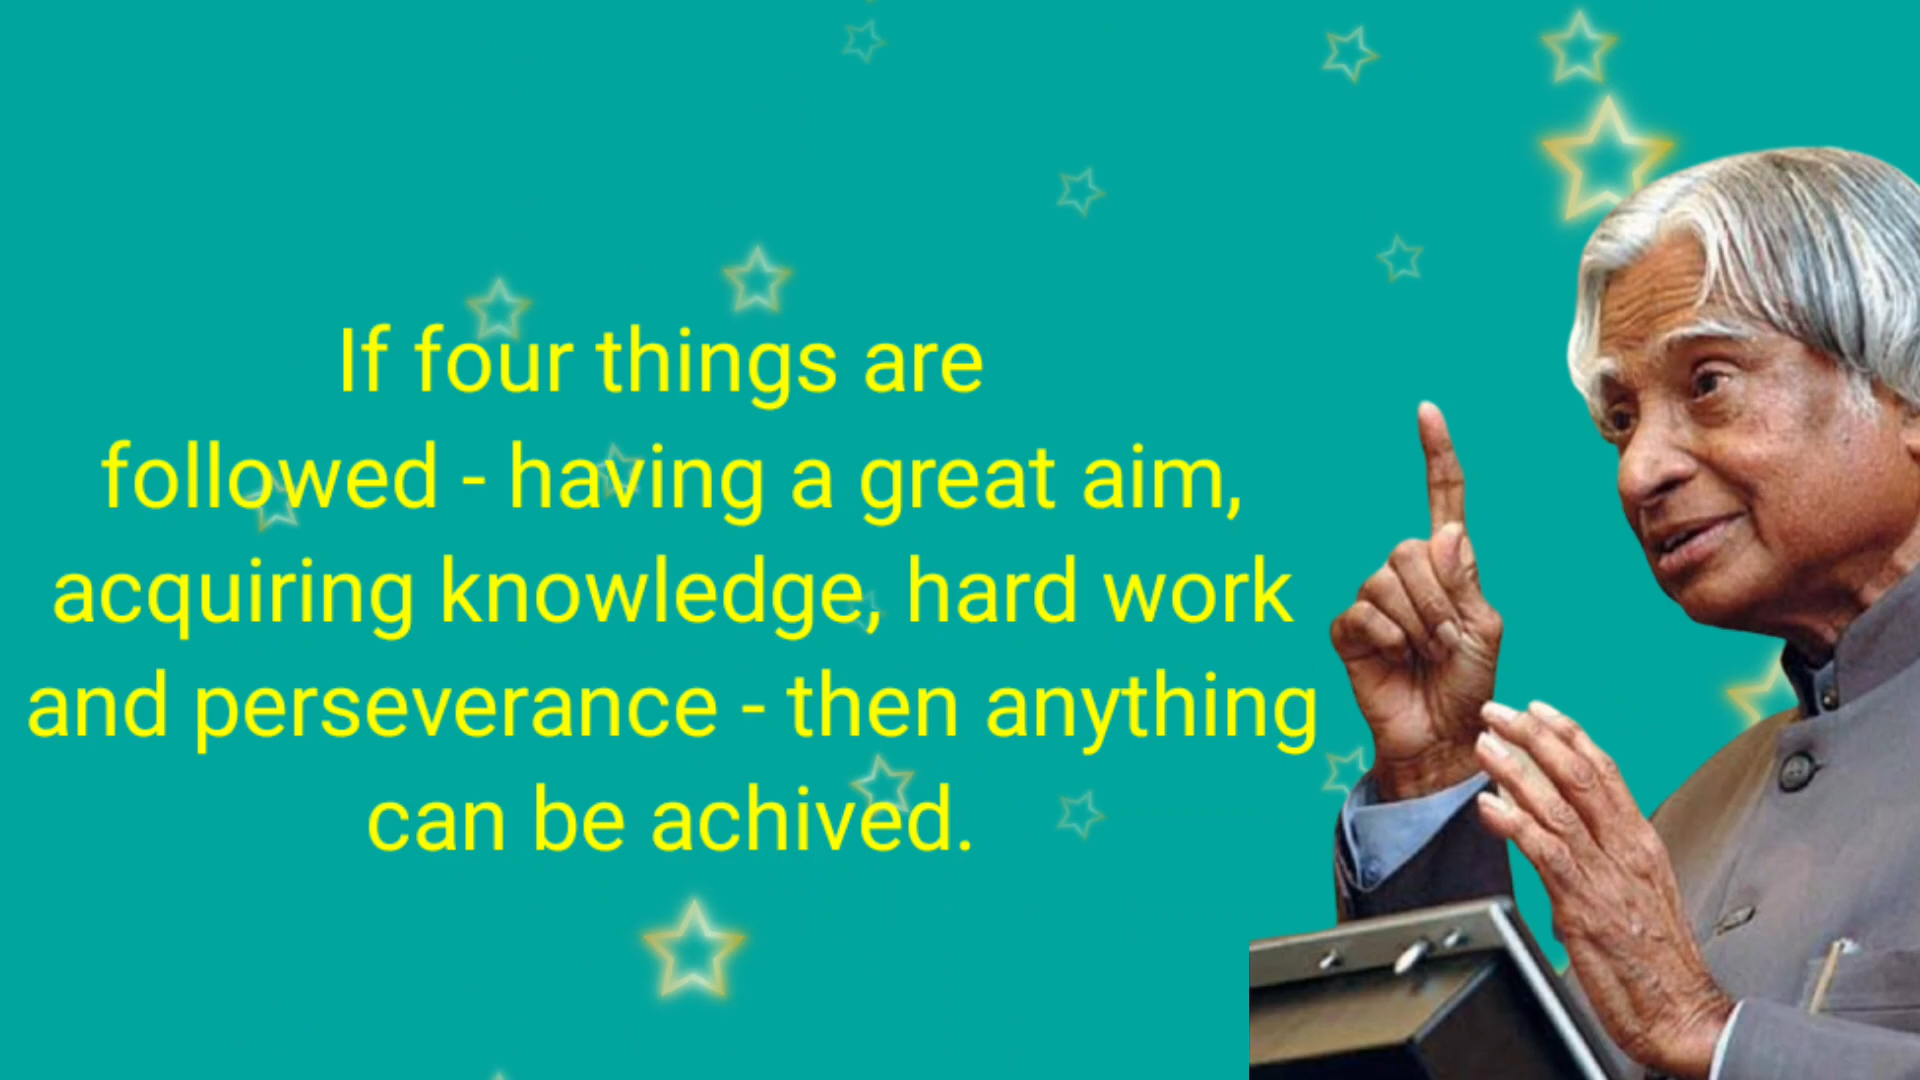 If four things are
followed - having a great aim,
acquiring knowledge, hard work
and perseverance - then anything
can be achived.